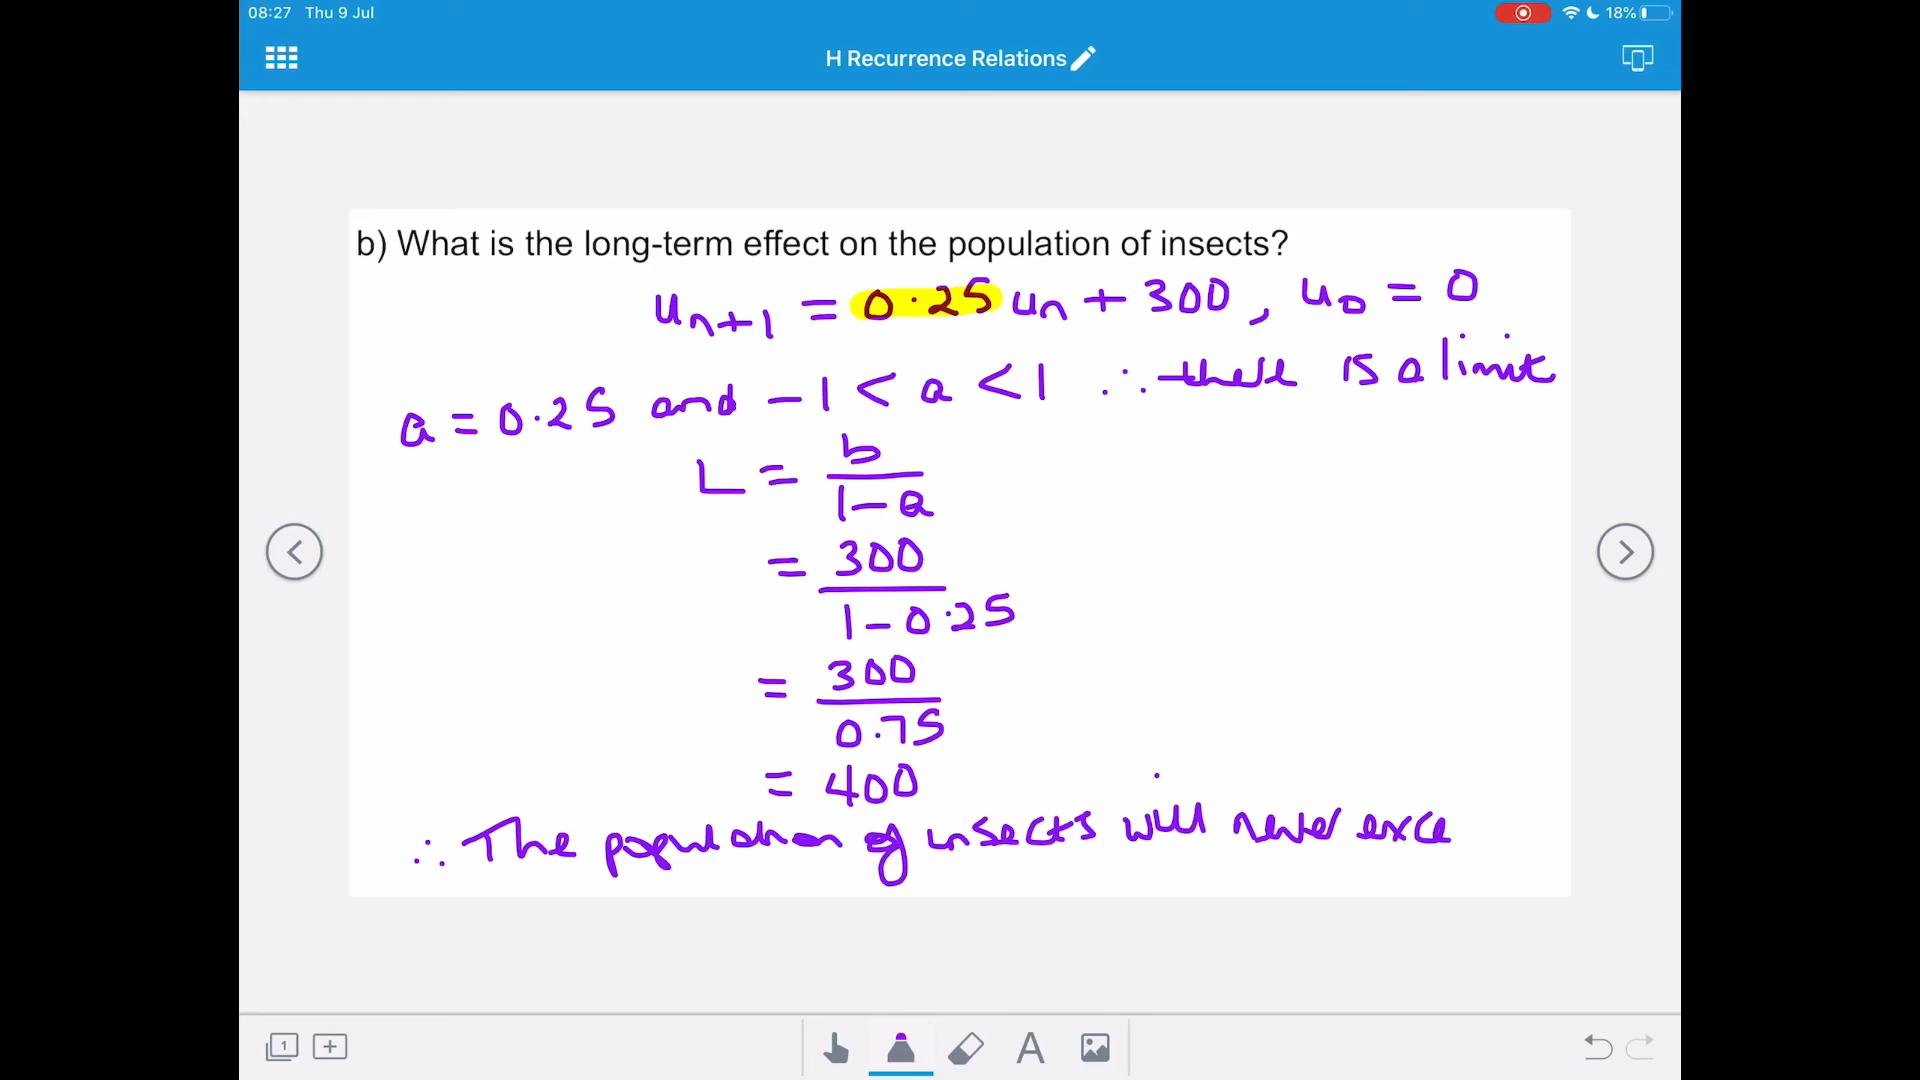 08:27 Thu 9 Jul 18%
H Recurrence Relations
b) What is the long-term effect on the population of insects?
uₙ₊₁ = 0.25 uₙ + 300, u₀ = 0
a = 0.25 and -1 < a < 1 ∴ there is a limit
L = b/(1-a)
= 300/(1-0.25)
= 300/0.75
= 400
∴ The population of insects will never exce
1
A